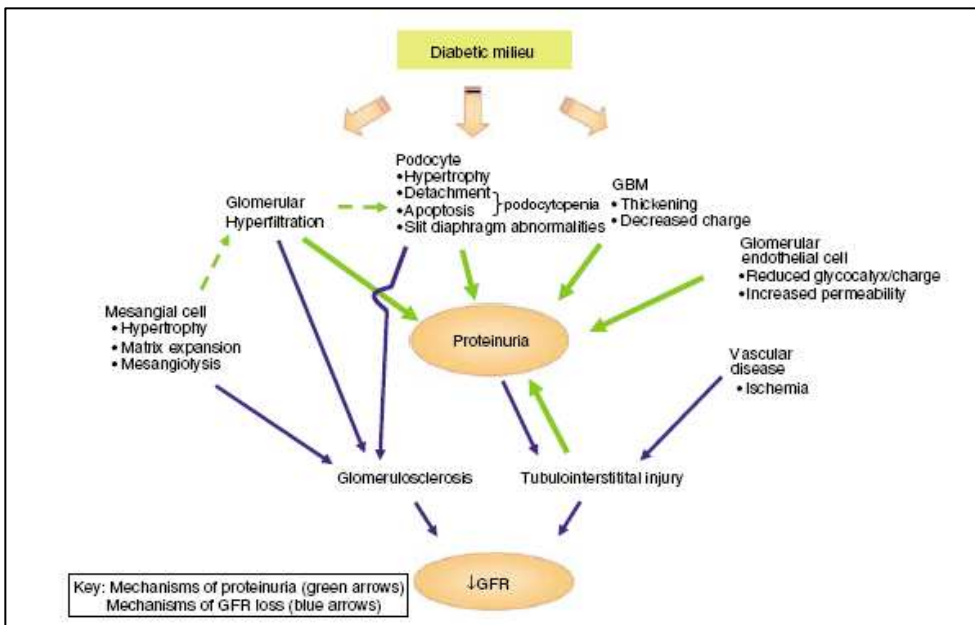 Diabetic milieu
Podocyte
•Hypertrophy
•Detachment
•Apoptosis
podocytopenia
•Slit diaphragm abnormalities
Glomerular
Hyperfiltration
GBM
• Thickening
• Decreased charge
Glomerular
endothelial cell
•Reduced glycocalyx/charge
•Increased permeability
Mesangial cell
• Hypertrophy
• Matrix expansion
• Mesangiolysis
Proteinuria
Vascular
disease
• Ischemia
Glomerulosclerosis
Tubulointerstitital injury
↓GFR
Key: Mechanisms of proteinuria (green arrows)
Mechanisms of GFR loss (blue arrows)